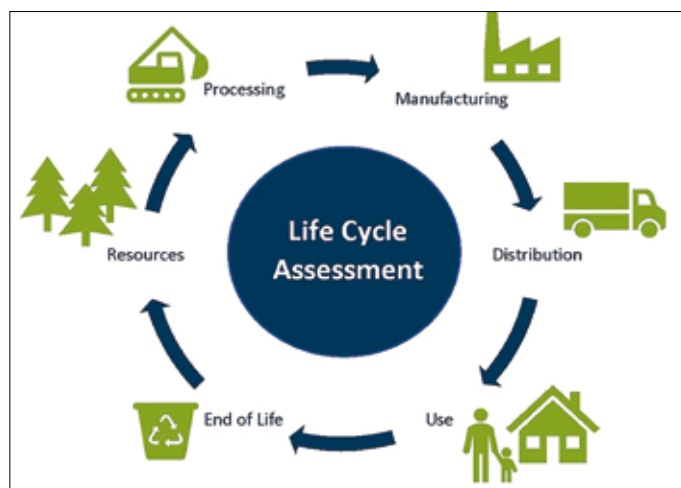 Processing
Manufacturing
Resources
Life Cycle
Assessment
Distribution
End of Life
Use